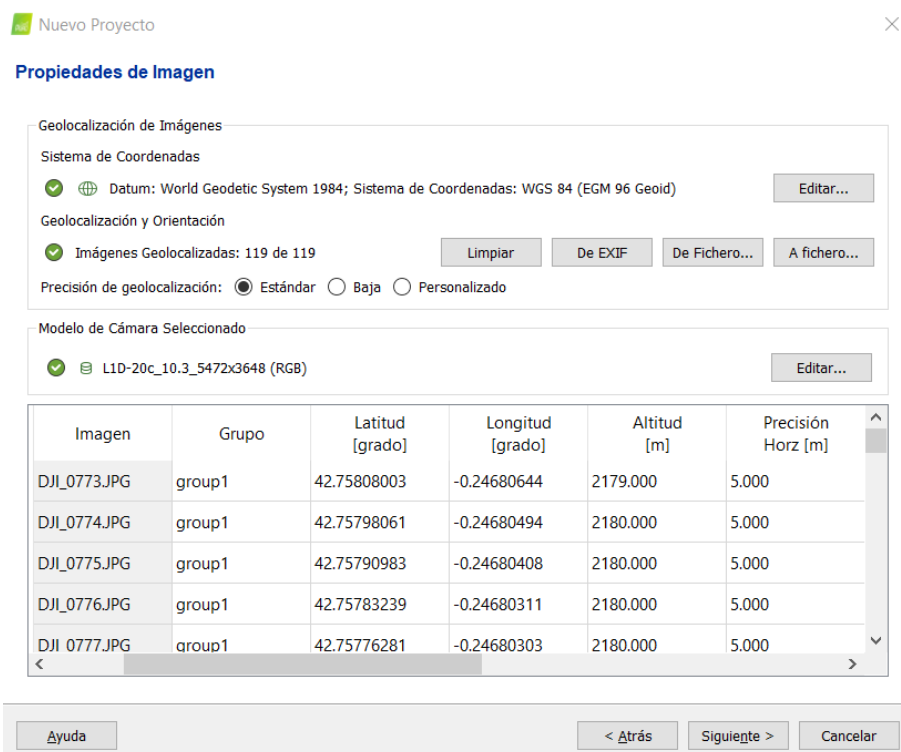 Nuevo Proyecto
Propiedades de Imagen
Geolocalización de Imágenes
Sistema de Coordenadas
Datum: World Geodetic System 1984; Sistema de Coordenadas: WGS 84 (EGM 96 Geoid) Editar...
Geolocalización y Orientación
Imágenes Geolocalizadas: 119 de 119 Limpiar De EXIF De Fichero... A fichero...
Precisión de geolocalización: Estándar Baja Personalizado
Modelo de Cámara Seleccionado
L1D-20c_10.3_5472x3648 (RGB) Editar...
Imagen Grupo Latitud [grado] Longitud [grado] Altitud [m] Precisión Horz [m]
DJI_0773.JPG group1 42.75808003 -0.24680644 2179.000 5.000
DJI_0774.JPG group1 42.75798061 -0.24680494 2180.000 5.000
DJI_0775.JPG group1 42.75790983 -0.24680408 2180.000 5.000
DJI_0776.JPG group1 42.75783239 -0.24680311 2180.000 5.000
DJI_0777.JPG group1 42.75776281 -0.24680303 2180.000 5.000
Ayuda < Atrás Siguiente > Cancelar